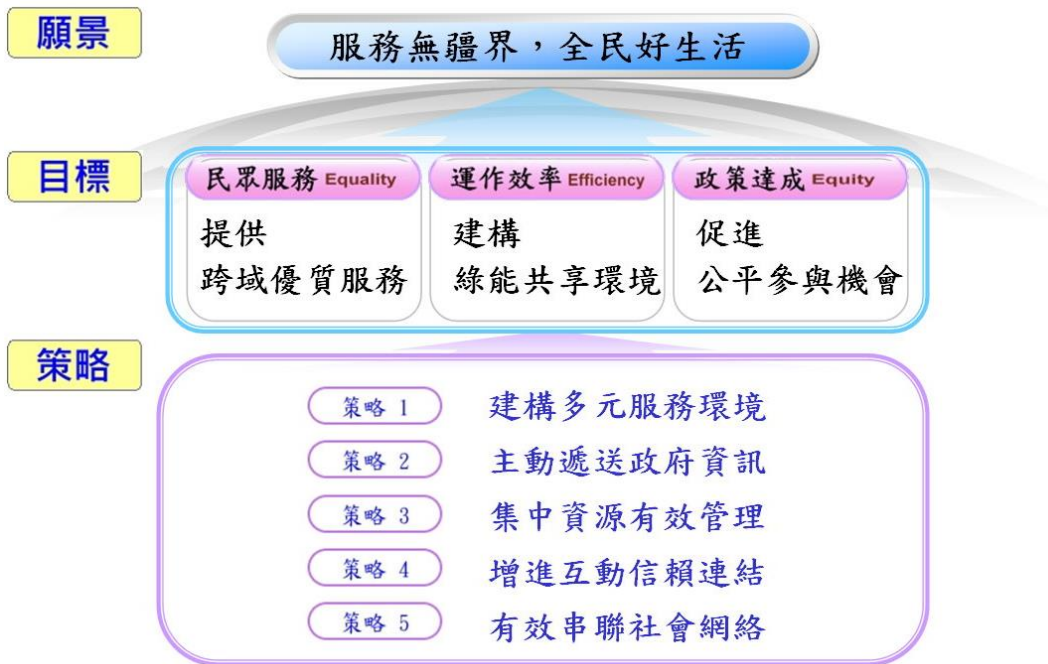 願景
服務無疆界，全民好生活
目標
民眾服務 Equality
提供
跨域優質服務
運作效率 Efficiency
建構
綠能共享環境
政策達成 Equity
促進
公平參與機會
策略
策略 1 建構多元服務環境
策略 2 主動遞送政府資訊
策略 3 集中資源有效管理
策略 4 增進互動信賴連結
策略 5 有效串聯社會網絡